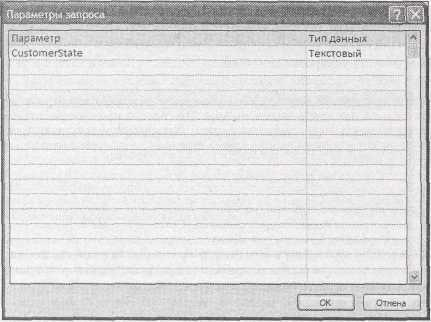 Параметры запроса
Параметр Тип данных
CustomerState Текстовый
OK Отмена